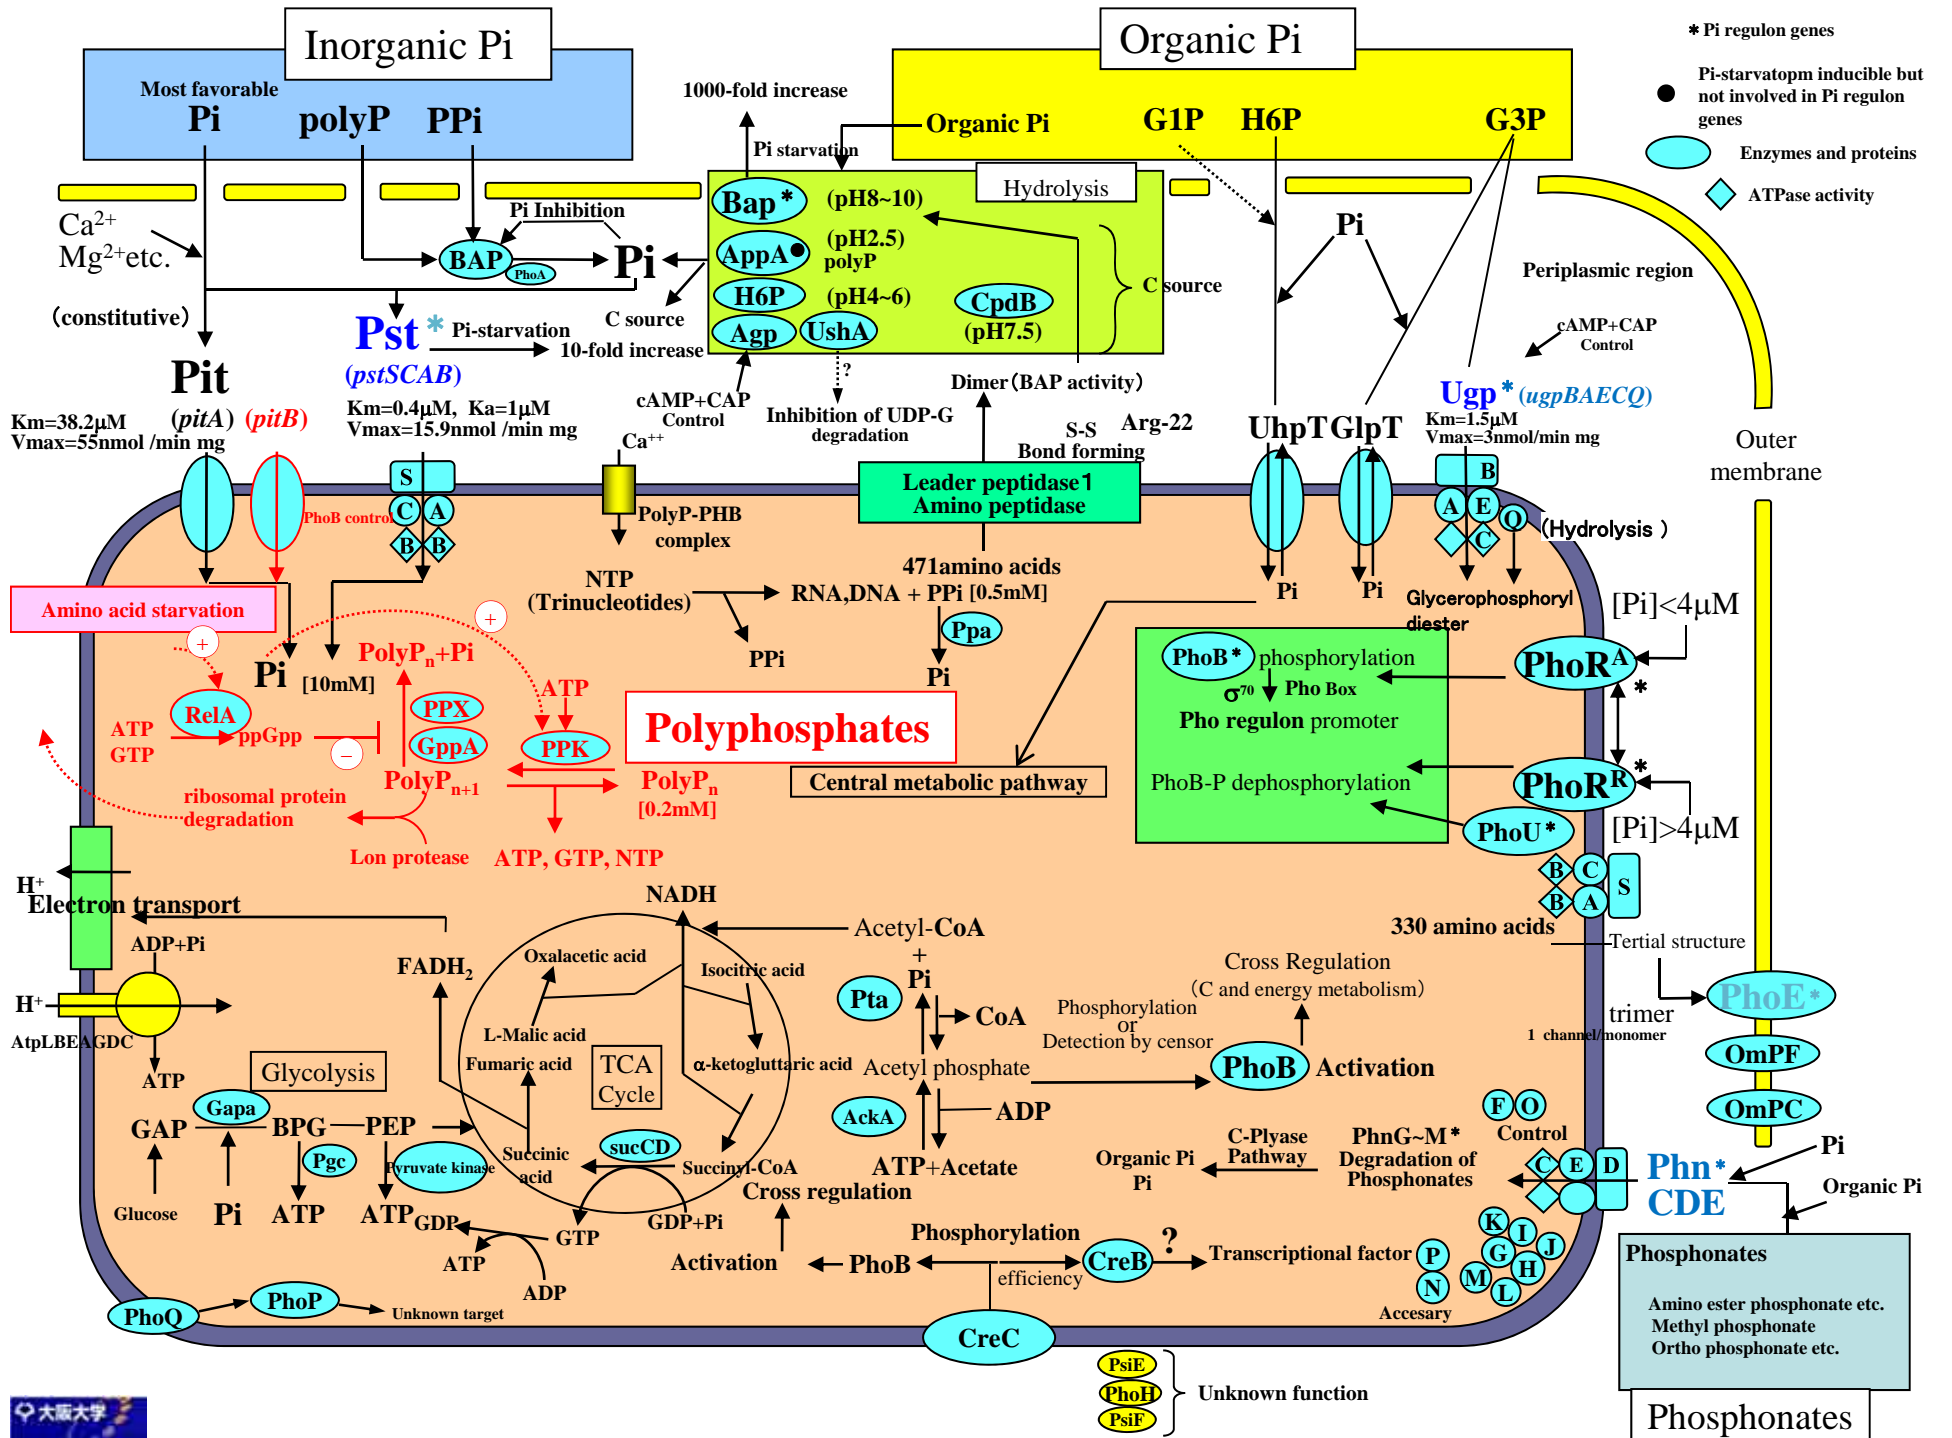 Inorganic Pi
Organic Pi
* Pi regulon genes
Pi-starvatopm inducible but
not involved in Pi regulon
genes
Enzymes and proteins
ATPase activity
Most favorable
Pi
polyP
PPi
1000-fold increase
Pi starvation
Organic Pi
G1P
H6P
G3P
Hydrolysis
Bap *
(pH8~10)
AppA
(pH2.5)
polyP
H6P
(pH4~6)
Agp
UshA
CpdB
(pH7.5)
C source
C source
?
Ca2+
Mg2+etc.
(constitutive)
Pi Inhibition
BAP
PhoA
Pi
Pst *
(pstSCAB)
Pi-starvation
10-fold increase
Pit
(pitA)
(pitB)
Km=38.2μM
Vmax=55nmol /min mg
Km=0.4μM, Ka=1μM
Vmax=15.9nmol /min mg
cAMP+CAP
Control
Ca++
Inhibition of UDP-G
degradation
Dimer(BAP activity)
S-S
Bond forming
Arg-22
Pi
Periplasmic region
cAMP+CAP
Control
Ugp * (ugpBAECQ)
Km=1.5μM
Vmax=3nmol/min mg
UhpT
GlpT
Outer
membrane
PhoB control
S
C
A
B
B
PolyP-PHB
complex
Leader peptidase1
Amino peptidase
471amino acids
B
A
E
Q
C
(Hydrolysis )
Pi
Pi
Glycerophosphoryl
diester
Amino acid starvation
+
+
Pi
[10mM]
PolyPn+Pi
NTP
(Trinucleotides)
RNA,DNA + PPi [0.5mM]
PPi
Ppa
Pi
RelA
ATP
GTP
ppGpp
−
PPX
GppA
ATP
PPK
Polyphosphates
PolyPn+1
PolyPn
[0.2mM]
ribosomal protein
degradation
Lon protease
ATP, GTP, NTP
Central metabolic pathway
PhoB *
phosphorylation
σ70
Pho Box
Pho regulon promoter
PhoB-P dephosphorylation
PhoRA
*
PhoRR
*
PhoU *
[Pi]<4μM
[Pi]>4μM
B
C
S
B
A
330 amino acids
Tertial structure
PhoE *
trimer
1 channel/monomer
OmPF
OmPC
H+
Electron transport
ADP+Pi
H+
AtpLBEAGDC
ATP
NADH
FADH2
Oxalacetic acid
Isocitric acid
L-Malic acid
Fumaric acid
TCA
Cycle
α-ketogluttaric acid
Succinic
acid
sucCD
Succinyl-CoA
Acetyl-CoA
+
Pi
Pta
CoA
Acetyl phosphate
AckA
ADP
ATP+Acetate
Phosphorylation
or
Detection by censor
Cross Regulation
(C and energy metabolism)
PhoB
Activation
Glycolysis
Gapa
GAP
BPG
PEP
Pgc
Pyruvate kinase
Glucose
Pi
ATP
ATP
GDP
GTP
GDP+Pi
ATP
ADP
Cross regulation
Activation
PhoB
Phosphorylation
efficiency
CreB
?
Transcriptional factor
CreC
Organic Pi
Pi
C-Plyase
Pathway
PhnG~M *
Degradation of
Phosphonates
F
O
Control
C
E
D
Phn *
CDE
Pi
Organic Pi
K
I
J
G
H
M
L
P
N
Accesary
PhoQ
PhoP
Unknown target
PsiE
PhoH
PsiF
Unknown function
Phosphonates
Amino ester phosphonate etc.
Methyl phosphonate
Ortho phosphonate etc.
Phosphonates
大阪大学